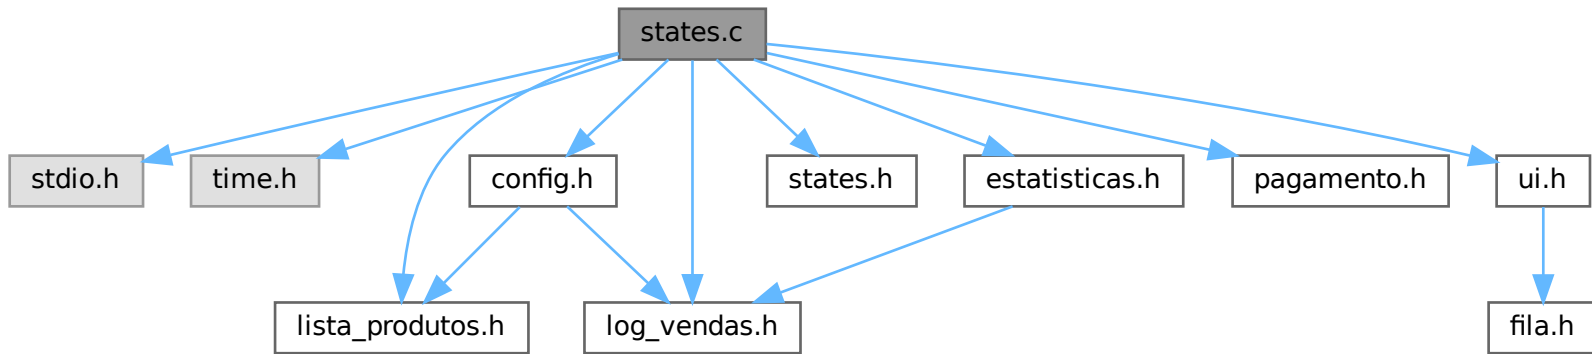 states.c
stdio.h
time.h
config.h
states.h
estatisticas.h
pagamento.h
ui.h
lista_produtos.h
log_vendas.h
fila.h